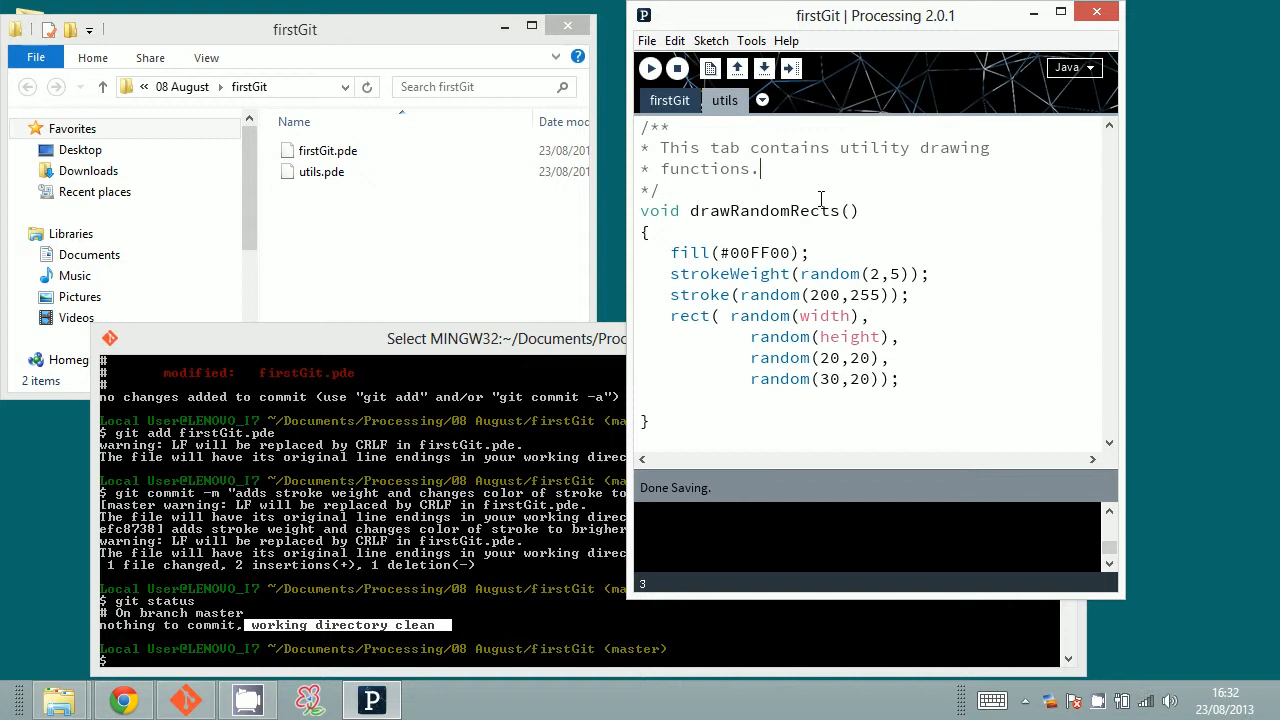 firstGit
File
Home
Share
View
08 August
firstGit
Search firstGit
Favorites
Desktop
Downloads
Recent places
Libraries
Documents
Music
Pictures
Videos
Homeg
2 items
Name
Date moc
firstGit.pde
23/08/201
utils.pde
23/08/201
Select MINGW32:~/Documents/Proc
#
# modified: firstGit.pde
#
no changes added to commit (use "git add" and/or "git commit -a")
Local User@LENOVO_I7 ~/Documents/Processing/08 August/firstGit (ma
$ git add firstGit.pde
warning: LF will be replaced by CRLF in firstGit.pde.
The file will have its original line endings in your working direc
Local User@LENOVO_I7 ~/Documents/Processing/08 August/firstGit (ma
$ git commit -m "adds stroke weight and changes color of stroke to
[master warning: LF will be replaced by CRLF in firstGit.pde.
The file will have its original line endings in your working direc
efc8738] adds stroke weight and changes color of stroke to brigher
warning: LF will be replaced by CRLF in firstGit.pde.
The file will have its original line endings in your working direc
1 file changed, 2 insertions(+), 1 deletion(-)
Local User@LENOVO_I7 ~/Documents/Processing/08 August/firstGit (ma
$ git status
# On branch master
nothing to commit, working directory clean
Local User@LENOVO_I7 ~/Documents/Processing/08 August/firstGit (master)
$
firstGit | Processing 2.0.1
File Edit Sketch Tools Help
Java
firstGit utils
/**
* This tab contains utility drawing
* functions.
*/
void drawRandomRects()
{
fill(#00FF00);
strokeWeight(random(2,5));
stroke(random(200,255));
rect( random(width),
random(height),
random(20,20),
random(30,20));
}
Done Saving.
3
16:32
23/08/2013